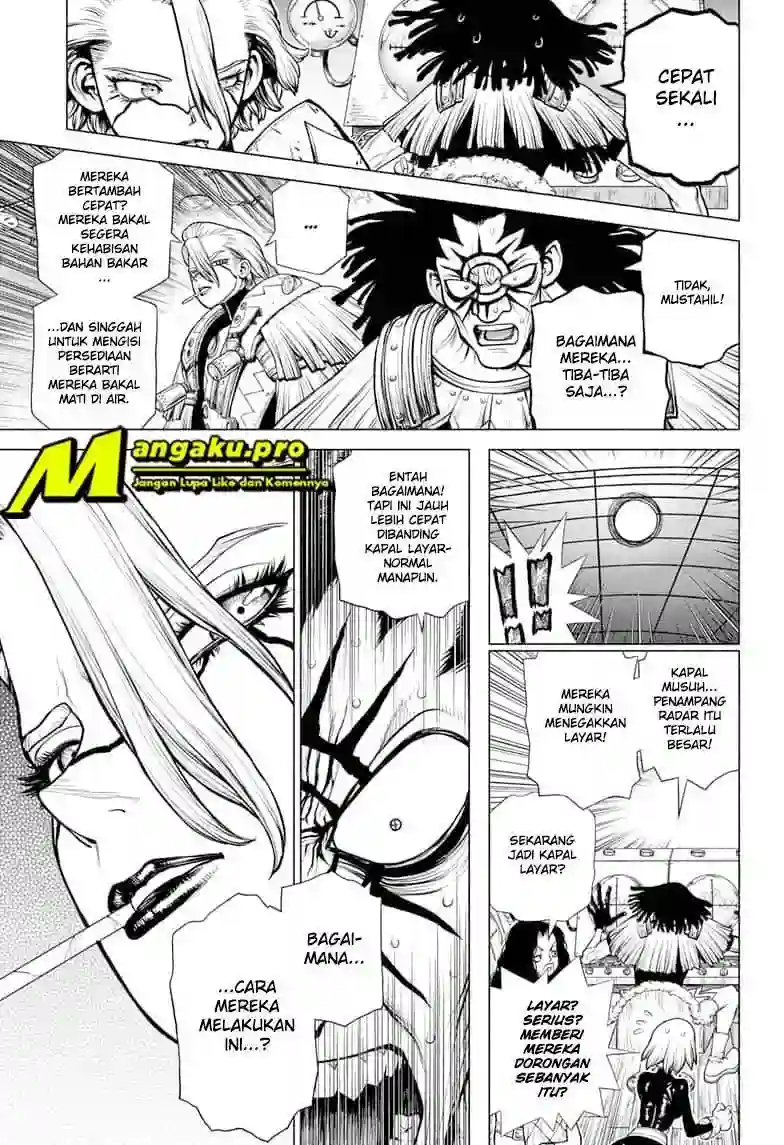 CEPAT
SEKALI
...
TIDAK,
MUSTAHIL!
BAGAIMANA
MEREKA...
TIBA-TIBA
SAJA...?
...
MEREKA
BERTAMBAH
CEPAT?
MEREKA BAKAL
SEGERA
KEHABISAN
BAHAN BAKAR
...
...DAN SINGGAH
UNTUK MENGISI
PERSEDIAAN
BERARTI
MEREKA BAKAL
MATI DI AIR.
Mangaku.pro
Jangan Lupa Like dan Komennya
!!
KAPAL
MUSUH...
PENAMPANG
RADAR ITU
TERLALU
BESAR!
MEREKA
MUNGKIN
MENEGAKKAN
LAYAR!
SEKARANG
JADI KAPAL
LAYAR?
LAYAR?
SERIUS?
MEMBERI
MEREKA
DORONGAN
SEBANYAK
ITU?
ENTAH
BAGAIMANA!
TAPI INI JAUH
LEBIH CEPAT
DIBANDING
KAPAL LAYAR-
NORMAL
MANAPUN.
BAGAI-
MANA...
...CARA
MEREKA
MELAKUKAN
INI...?